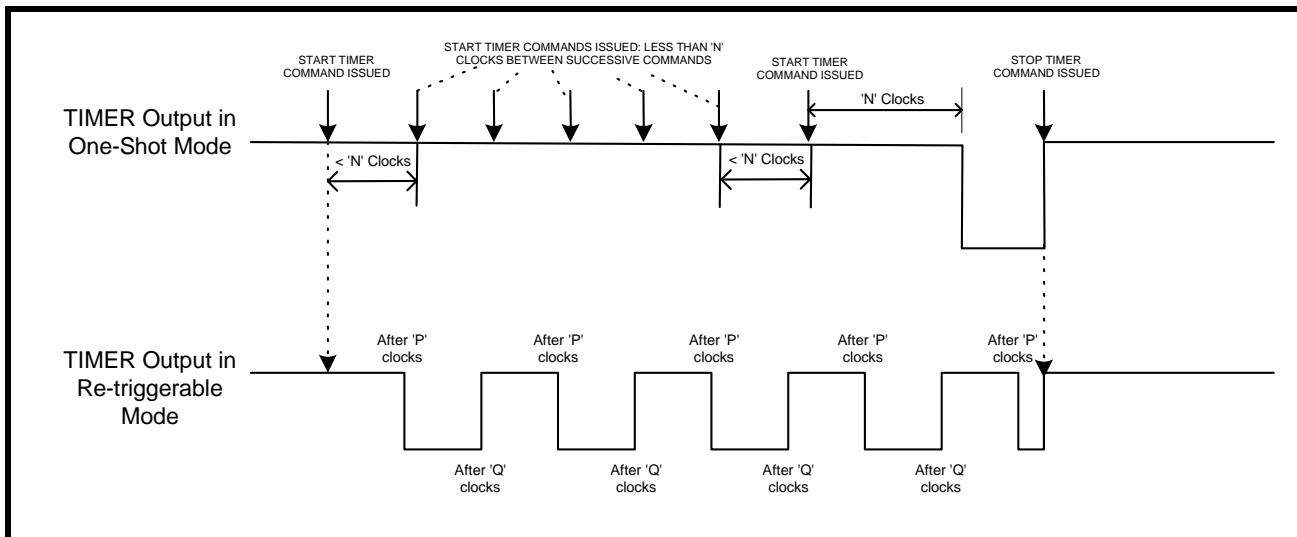 START TIMER
COMMAND ISSUED
START TIMER COMMANDS ISSUED: LESS THAN 'N'
CLOCKS BETWEEN SUCCESSIVE COMMANDS
START TIMER
COMMAND ISSUED
STOP TIMER
COMMAND ISSUED
'N' Clocks
TIMER Output in
One-Shot Mode
< 'N' Clocks
< 'N' Clocks
TIMER Output in
Re-triggerable
Mode
After 'P'
clocks
After 'P'
clocks
After 'P'
clocks
After 'P'
clocks
After 'P'
clocks
After 'Q'
clocks
After 'Q'
clocks
After 'Q'
clocks
After 'Q'
clocks